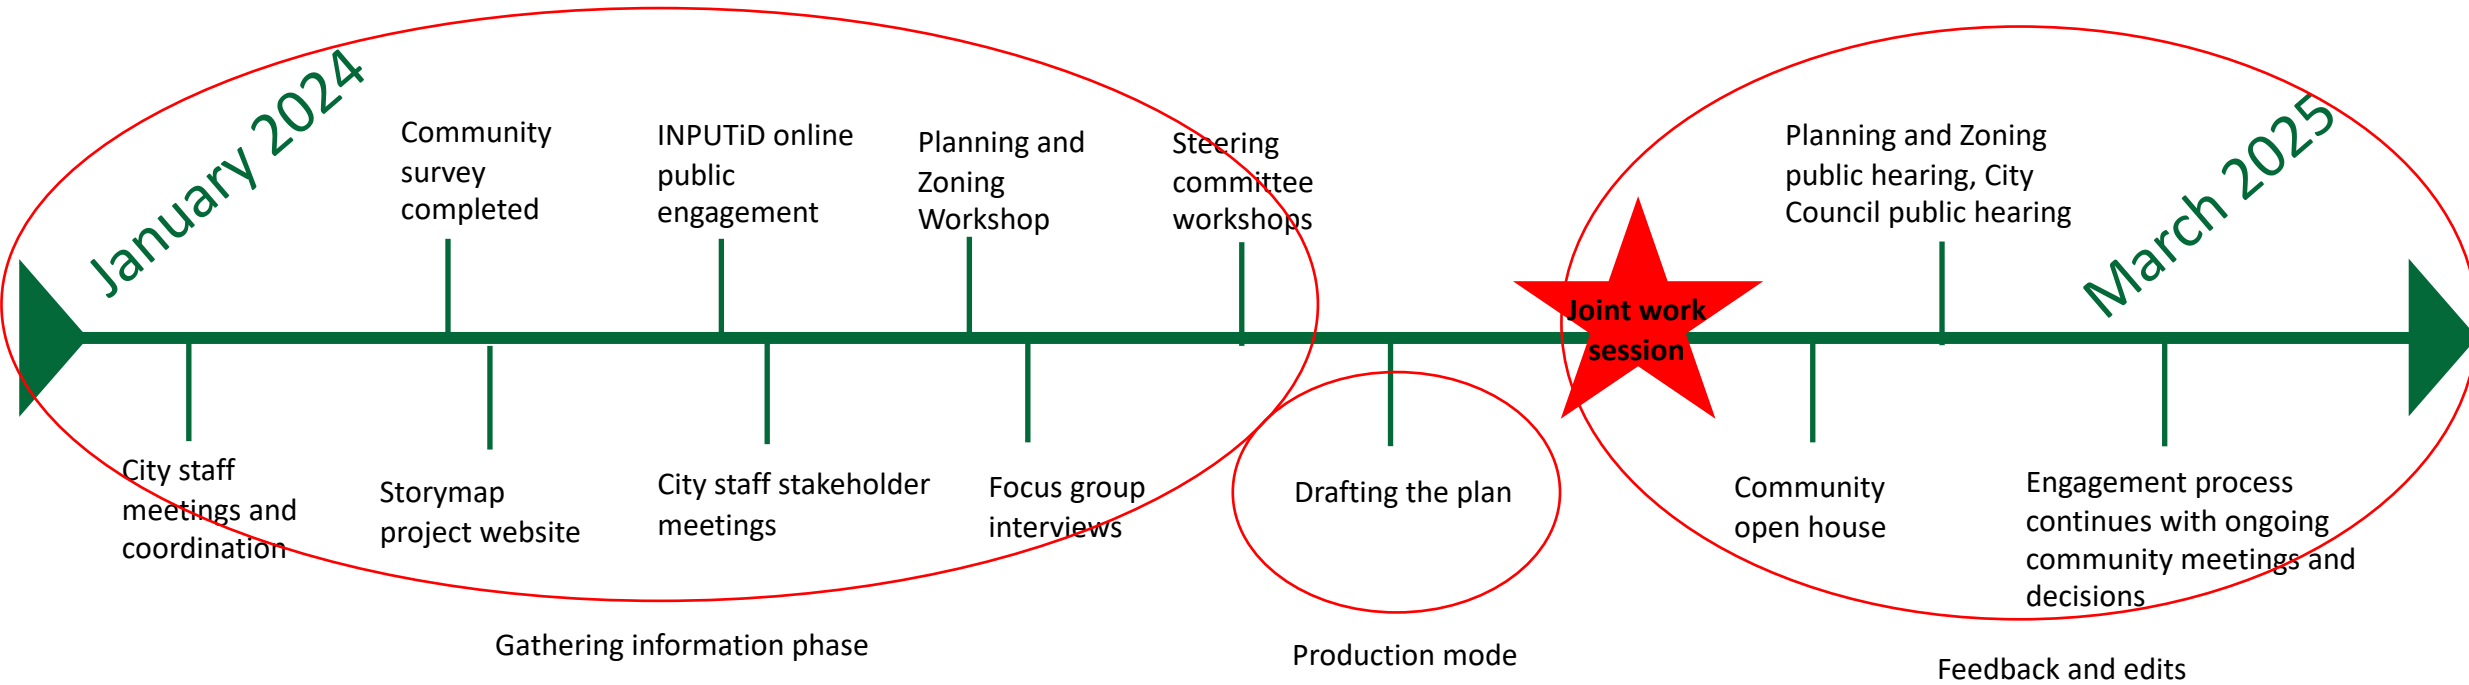 January 2024
Community
survey
completed
INPUTiD online
public
engagement
Planning and
Zoning
Workshop
Steering
committee
workshops
Planning and Zoning
public hearing, City
Council public hearing
March 2025
Joint work
session
City staff
meetings and
coordination
Storymap
project website
City staff stakeholder
meetings
Focus group
interviews
Drafting the plan
Community
open house
Engagement process
continues with ongoing
community meetings and
decisions
Gathering information phase
Production mode
Feedback and edits